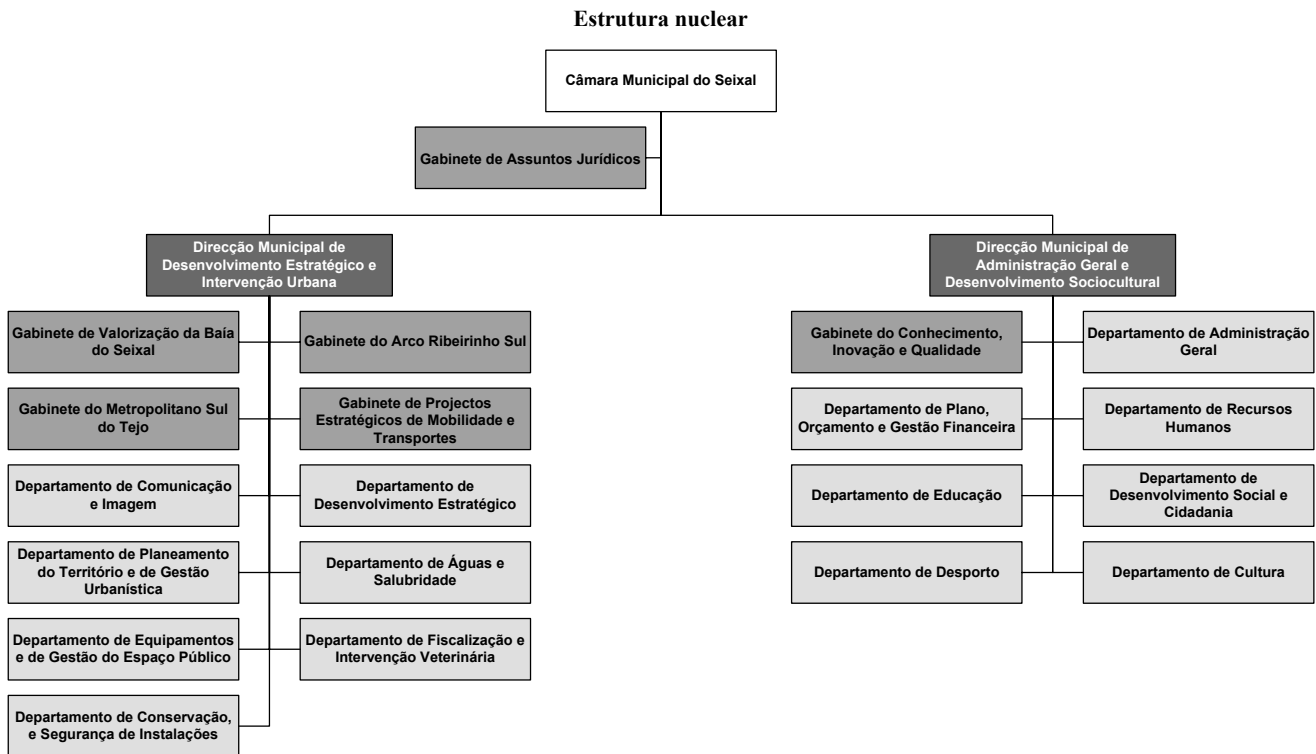 Estrutura nuclear
Câmara Municipal do Seixal
Gabinete de Assuntos Jurídicos
Direcção Municipal de
Desenvolvimento Estratégico e
Intervenção Urbana
Direcção Municipal de
Administração Geral e
Desenvolvimento Sociocultural
Gabinete de Valorização da Baía
do Seixal
Gabinete do Arco Ribeirinho Sul
Gabinete do Conhecimento,
Inovação e Qualidade
Departamento de Administração
Geral
Gabinete do Metropolitano Sul
do Tejo
Gabinete de Projectos
Estratégicos de Mobilidade e
Transportes
Departamento de Plano,
Orçamento e Gestão Financeira
Departamento de Recursos
Humanos
Departamento de Comunicação
e Imagem
Departamento de
Desenvolvimento Estratégico
Departamento de Educação
Departamento de
Desenvolvimento Social e
Cidadania
Departamento de Planeamento
do Território e de Gestão
Urbanística
Departamento de Águas e
Salubridade
Departamento de Desporto
Departamento de Cultura
Departamento de Equipamentos
e de Gestão do Espaço Público
Departamento de Fiscalização e
Intervenção Veterinária
Departamento de Conservação,
e Segurança de Instalações